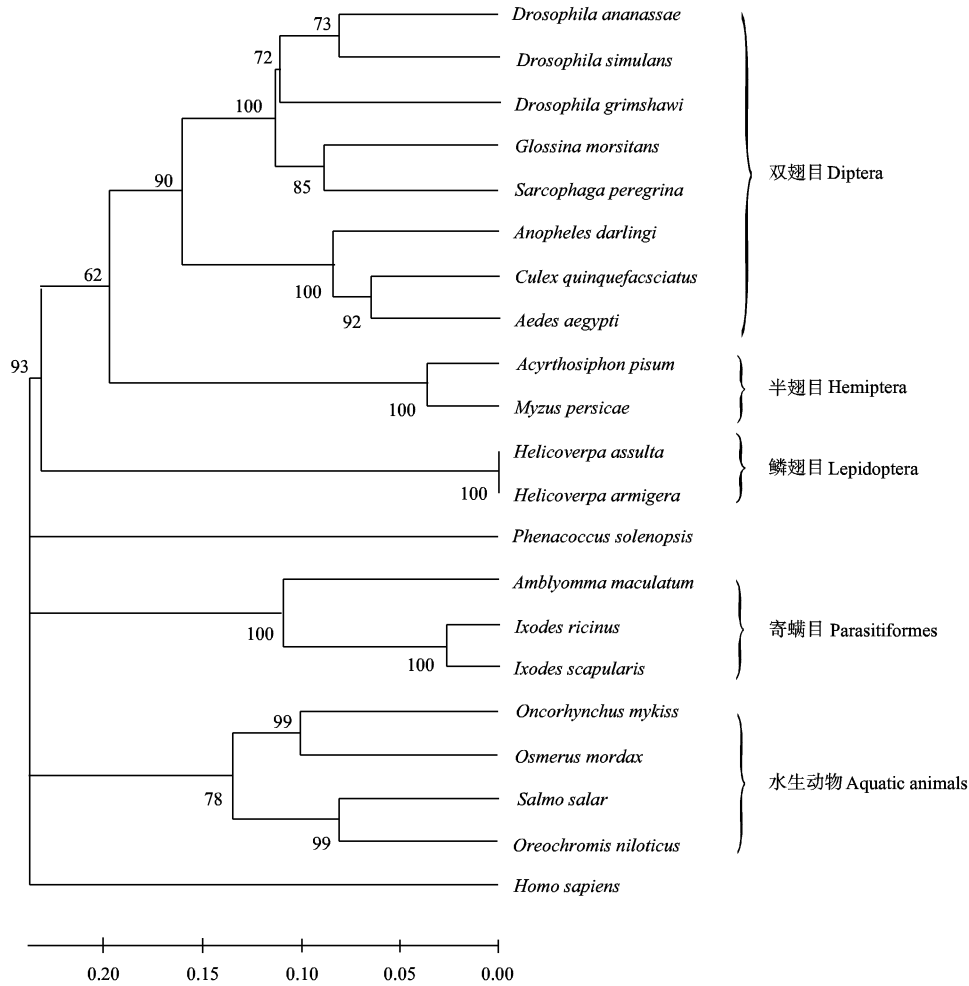 Drosophila ananassae
73
Drosophila simulans
72
Drosophila grimshawi
100
Glossina morsitans
双翅目 Diptera
85
Sarcophaga peregrina
90
Anopheles darlingi
Culex quinquefacsciatus
62
100
Aedes aegypti
92
Acyrthosiphon pisum
93
半翅目 Hemiptera
Myzus persicae
100
Helicoverpa assulta
鳞翅目 Lepidoptera
Helicoverpa armigera
100
Phenacoccus solenopsis
Amblyomma maculatum
Ixodes ricinus
寄螨目 Parasitiformes
100
Ixodes scapularis
100
Oncorhynchus mykiss
99
Osmerus mordax
水生动物 Aquatic animals
Salmo salar
78
Oreochromis niloticus
99
Homo sapiens
0.20 0.15 0.10 0.05 0.00